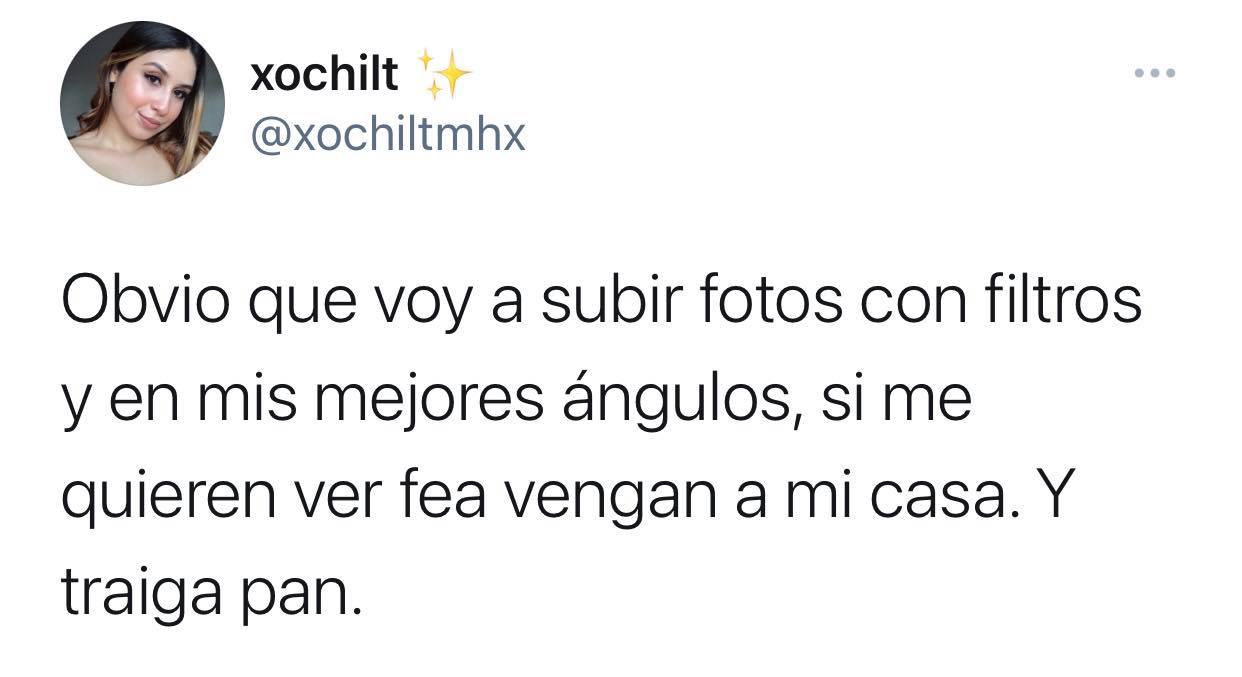 xochilt ✨
@xochiltmhx
Obvio que voy a subir fotos con filtros
y en mis mejores ángulos, si me
quieren ver fea vengan a mi casa. Y
traiga pan.